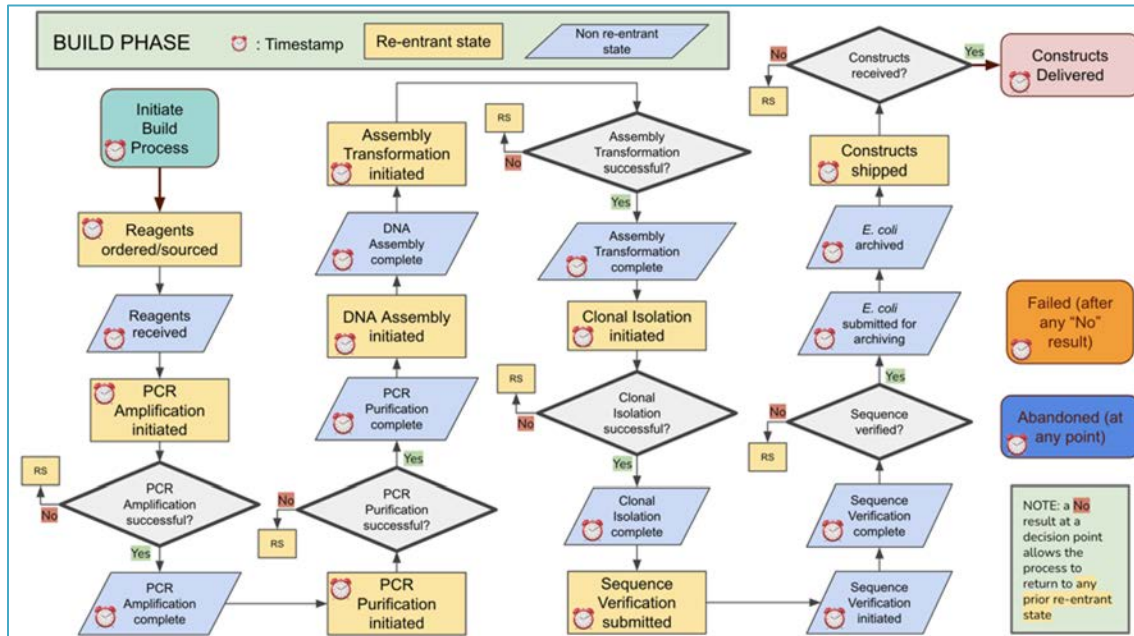 BUILD PHASE
: Timestamp
Re-entrant state
Non re-entrant
state
Initiate
Build
Process
Reagents
ordered/sourced
Reagents
received
PCR
Amplification
initiated
RS
No
PCR
Amplification
successful?
Yes
PCR
Amplification
complete
PCR
Purification
initiated
PCR
Purification
successful?
No
RS
Yes
PCR
Purification
complete
DNA Assembly
initiated
DNA
Assembly
complete
Assembly
Transformation
initiated
RS
No
Assembly
Transformation
successful?
Yes
Assembly
Transformation
complete
Clonal Isolation
initiated
RS
No
Clonal
Isolation
successful?
Yes
Clonal
Isolation
complete
Sequence
Verification
submitted
Sequence
Verification
initiated
Sequence
Verification
complete
Sequence
verified?
No
RS
Yes
E. coli
submitted for
archiving
E. coli
archived
Constructs
shipped
Constructs
received?
No
RS
Yes
Constructs
Delivered
Failed (after
any “No”
result)
Abandoned (at
any point)
NOTE: a No
result at a
decision point
allows the
process to
return to any
prior re-entrant
state